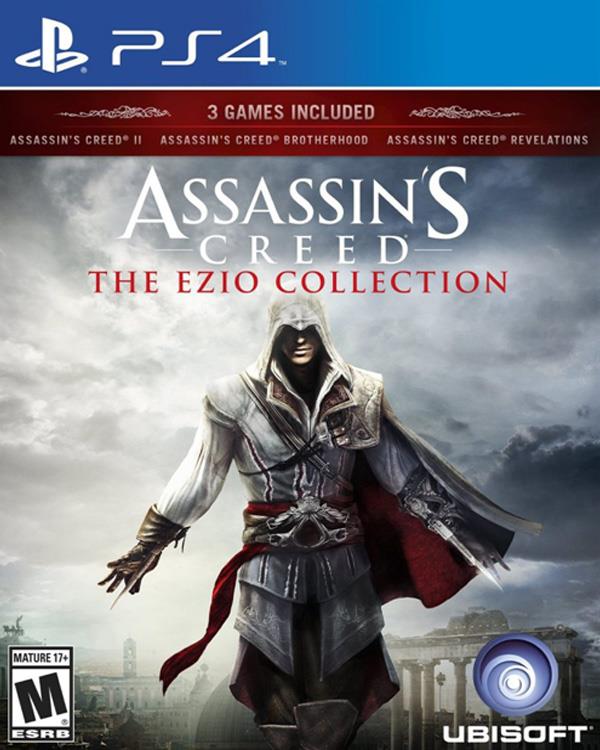 PS4™
3 GAMES INCLUDED
ASSASSIN'S CREED® II ASSASSIN'S CREED® BROTHERHOOD ASSASSIN'S CREED® REVELATIONS
ASSASSIN'S
CREED
THE EZIO COLLECTION
MATURE 17+
M®
ESRB
UBISOFT